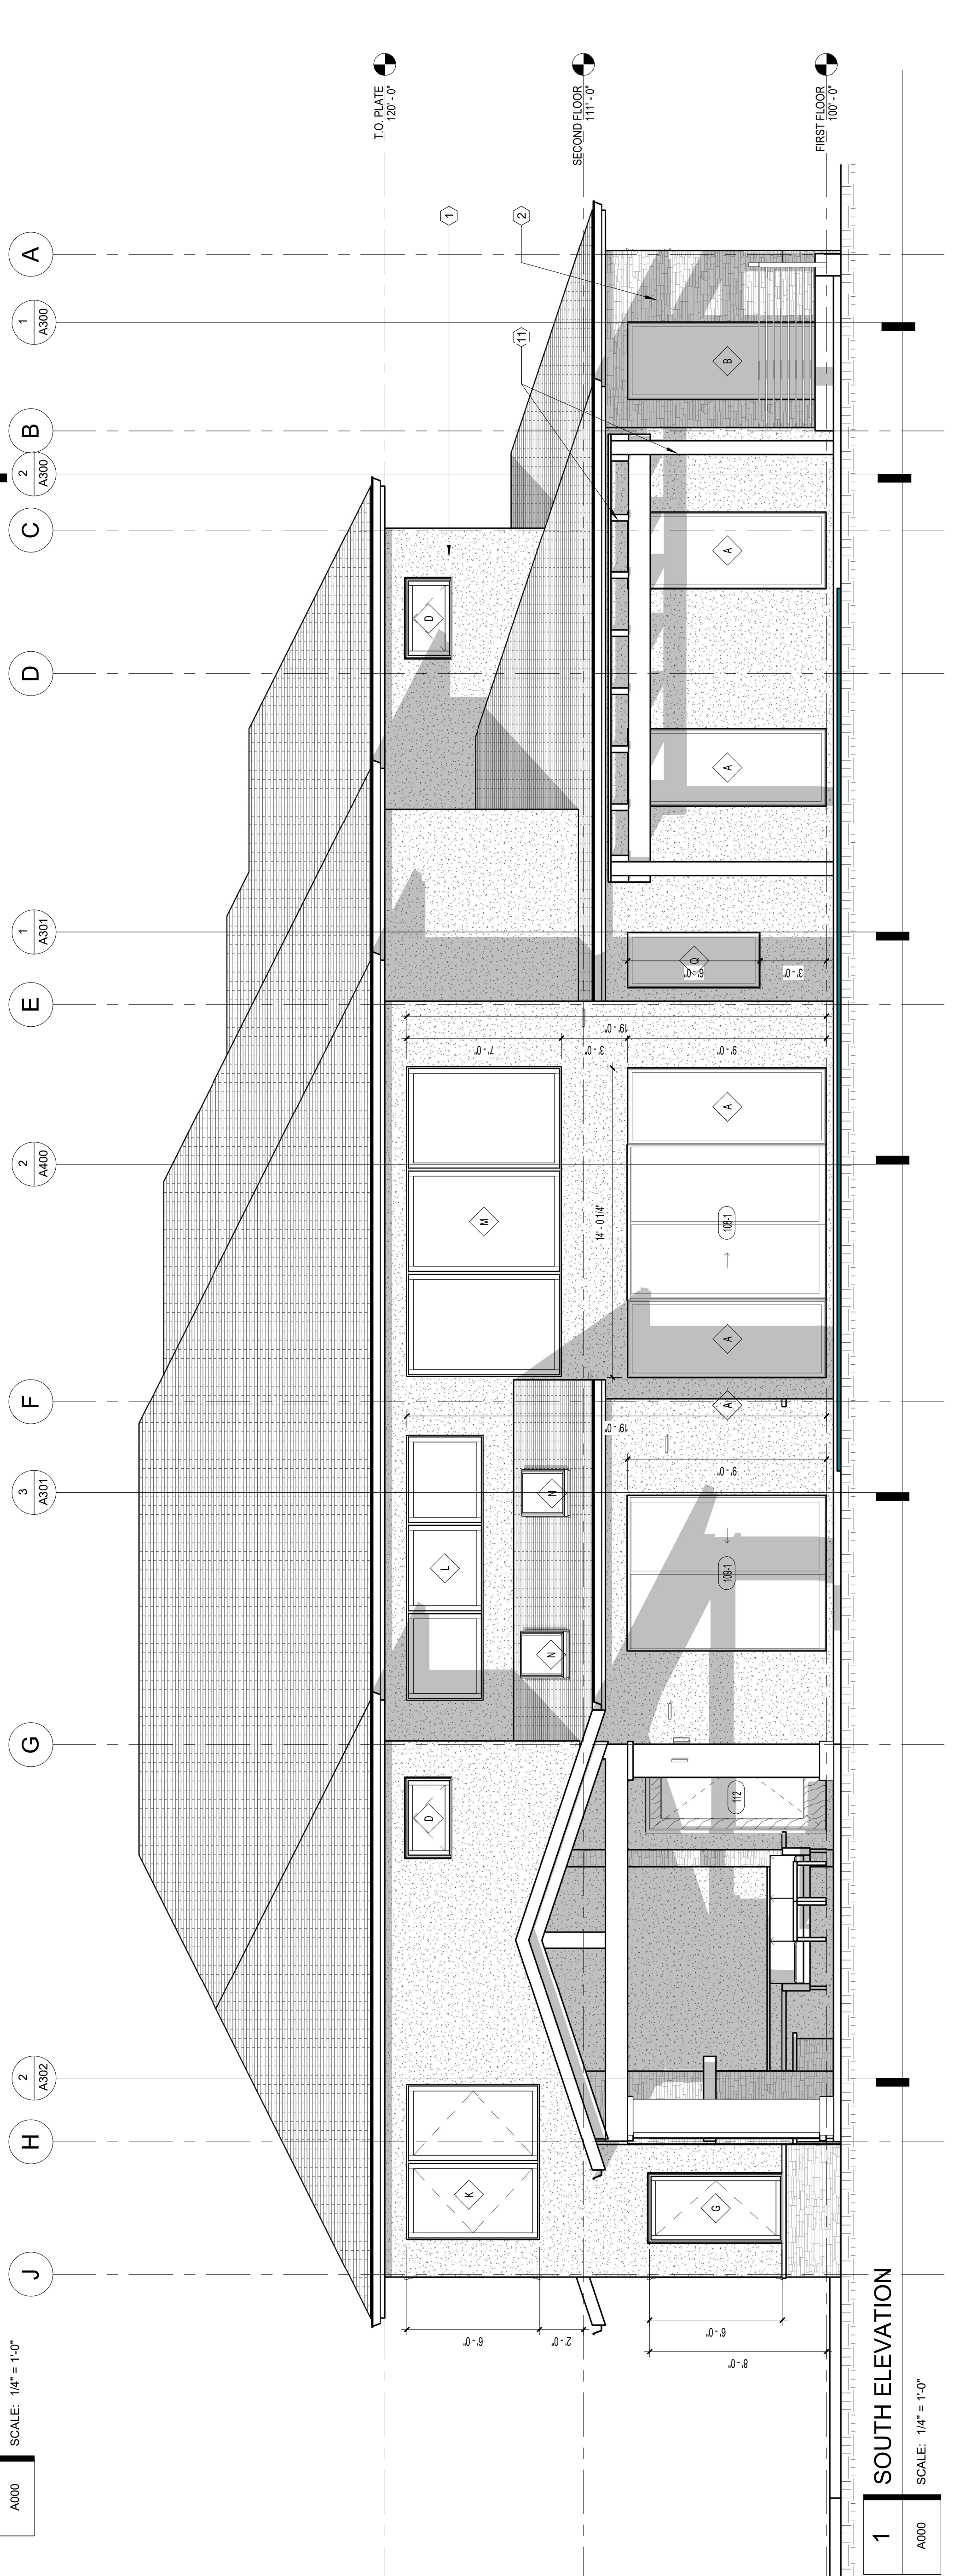 J
H
2
A302
G
3
A301
F
2
A400
E
1
A301
D
C
2
A300
B
1
A300
A
T.O. PLATE
120' - 0"
SECOND FLOOR
111' - 0"
FIRST FLOOR
100' - 0"
1
2
11
K
D
L
M
D
N
N
G
112
109-1
A
A
108-1
A
Q
A
A
B
6' - 0"
2' - 0"
6' - 0"
8' - 0"
9' - 0"
19' - 0"
14' - 0 1/4"
7' - 0"
3' - 0"
9' - 0"
19' - 0"
6' - 0"
3' - 0"
A000
SCALE: 1/4" = 1'-0"
1
SOUTH ELEVATION
A000
SCALE: 1/4" = 1'-0"